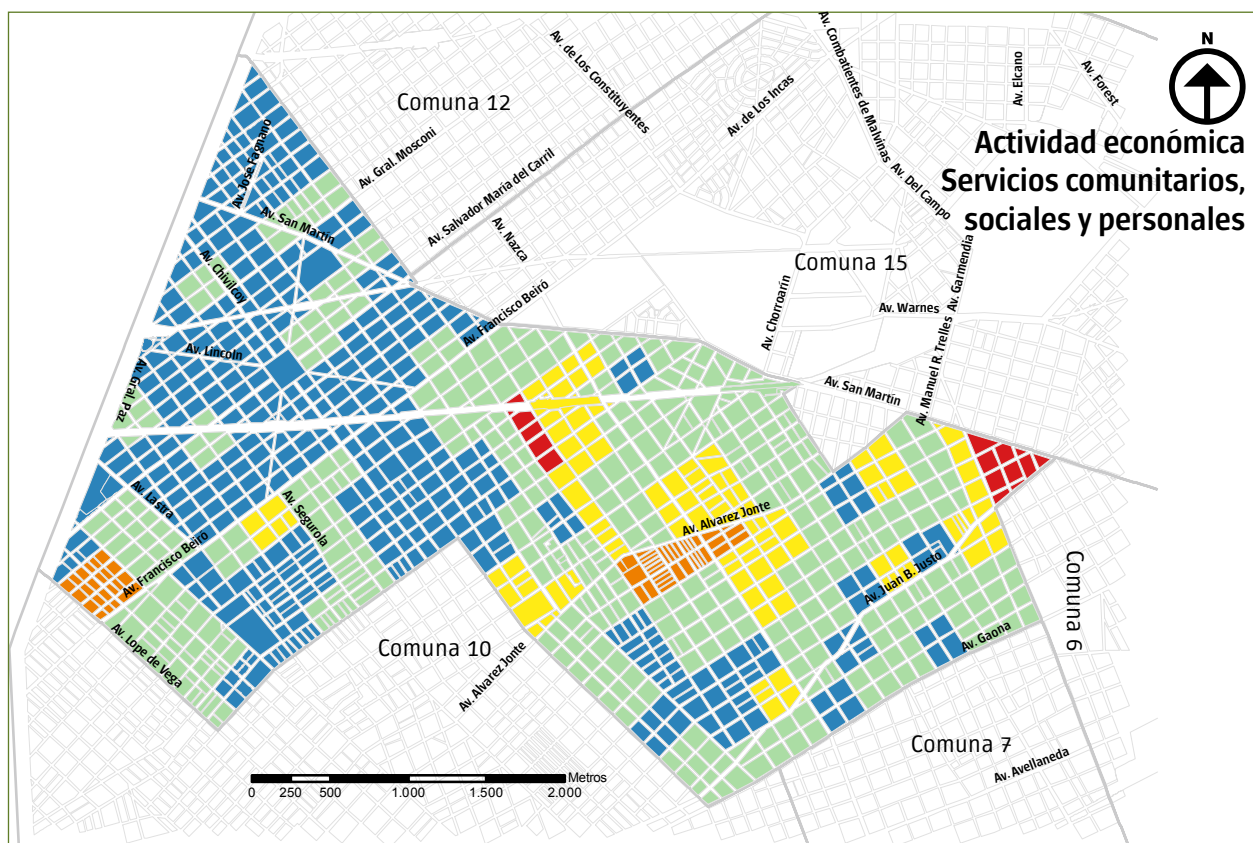 N
Actividad económica
Servicios comunitarios,
sociales y personales
Comuna 12
Av. de Los Constituyentes
Av. Combatientes de Malvinas
Av. Elcano
Av. Forest
Av. de Los Incas
Av. Gral. Mosconi
Av. Jose Fagnano
Av. Salvador Maria del Carril
Av. Del Campo
Av. San Martín
Av. Nazca
Av. Chivilcoy
Comuna 15
Av. Garmendia
Av. Chorroarín
Av. Warnes
Av. Francisco Beiró
Av. Lincoln
Av. Gral. Paz
Av. Manuel R. Trelles
Av. San Martín
Av. Lastra
Av. Segurola
Av. Alvarez Jonte
Av. Francisco Beiró
Av. Juan B. Justo
Comuna 6
Av. Lope de Vega
Comuna 10
Av. Gaona
Av. Alvarez Jonte
Comuna 7
Av. Avellaneda
Metros
0 250 500 1.000 1.500 2.000